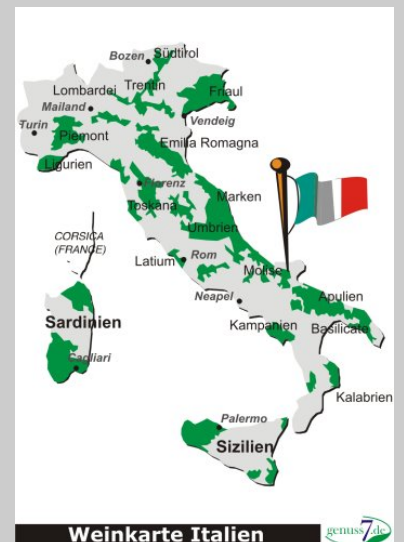 Bozen
Südtirol
Lombardei
Trentin
Friaul
Mailand
Vendeig
Turin
Piemont
Emilia Romagna
Ligurien
Florenz
Toskana
Marken
Umbrien
CORSICA
(FRANCE)
Latium
Rom
Molise
Neapel
Apulien
Sardinien
Kampanien
Basilicate
Cagliari
Kalabrien
Palermo
Sizilien
Weinkarte Italien
genuss7.de